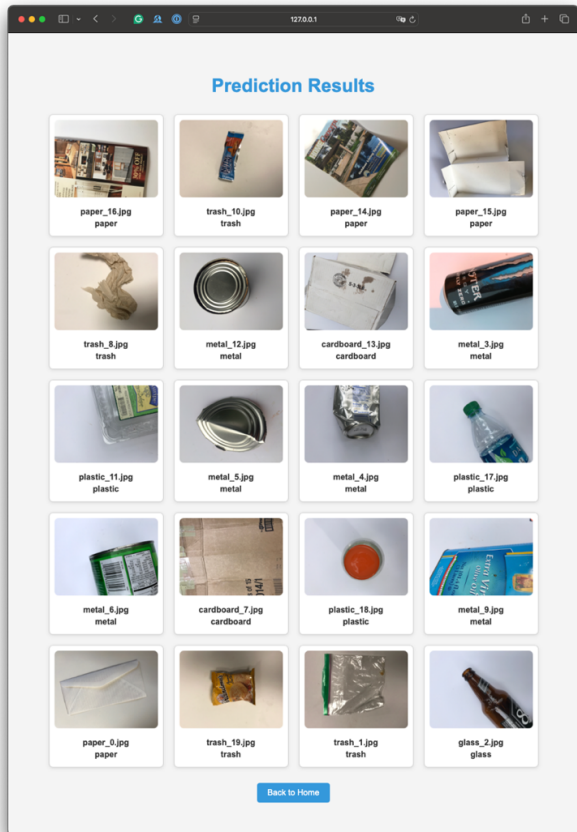 127.0.0.1
Prediction Results
paper_16.jpg
paper
trash_10.jpg
trash
paper_14.jpg
paper
paper_15.jpg
paper
trash_8.jpg
trash
metal_12.jpg
metal
cardboard_13.jpg
cardboard
metal_3.jpg
metal
plastic_11.jpg
plastic
metal_5.jpg
metal
metal_4.jpg
metal
plastic_17.jpg
plastic
metal_6.jpg
metal
cardboard_7.jpg
cardboard
plastic_18.jpg
plastic
Extra
metal_9.jpg
metal
paper_0.jpg
paper
trash_19.jpg
trash
trash_1.jpg
trash
glass_2.jpg
glass
Back to Home